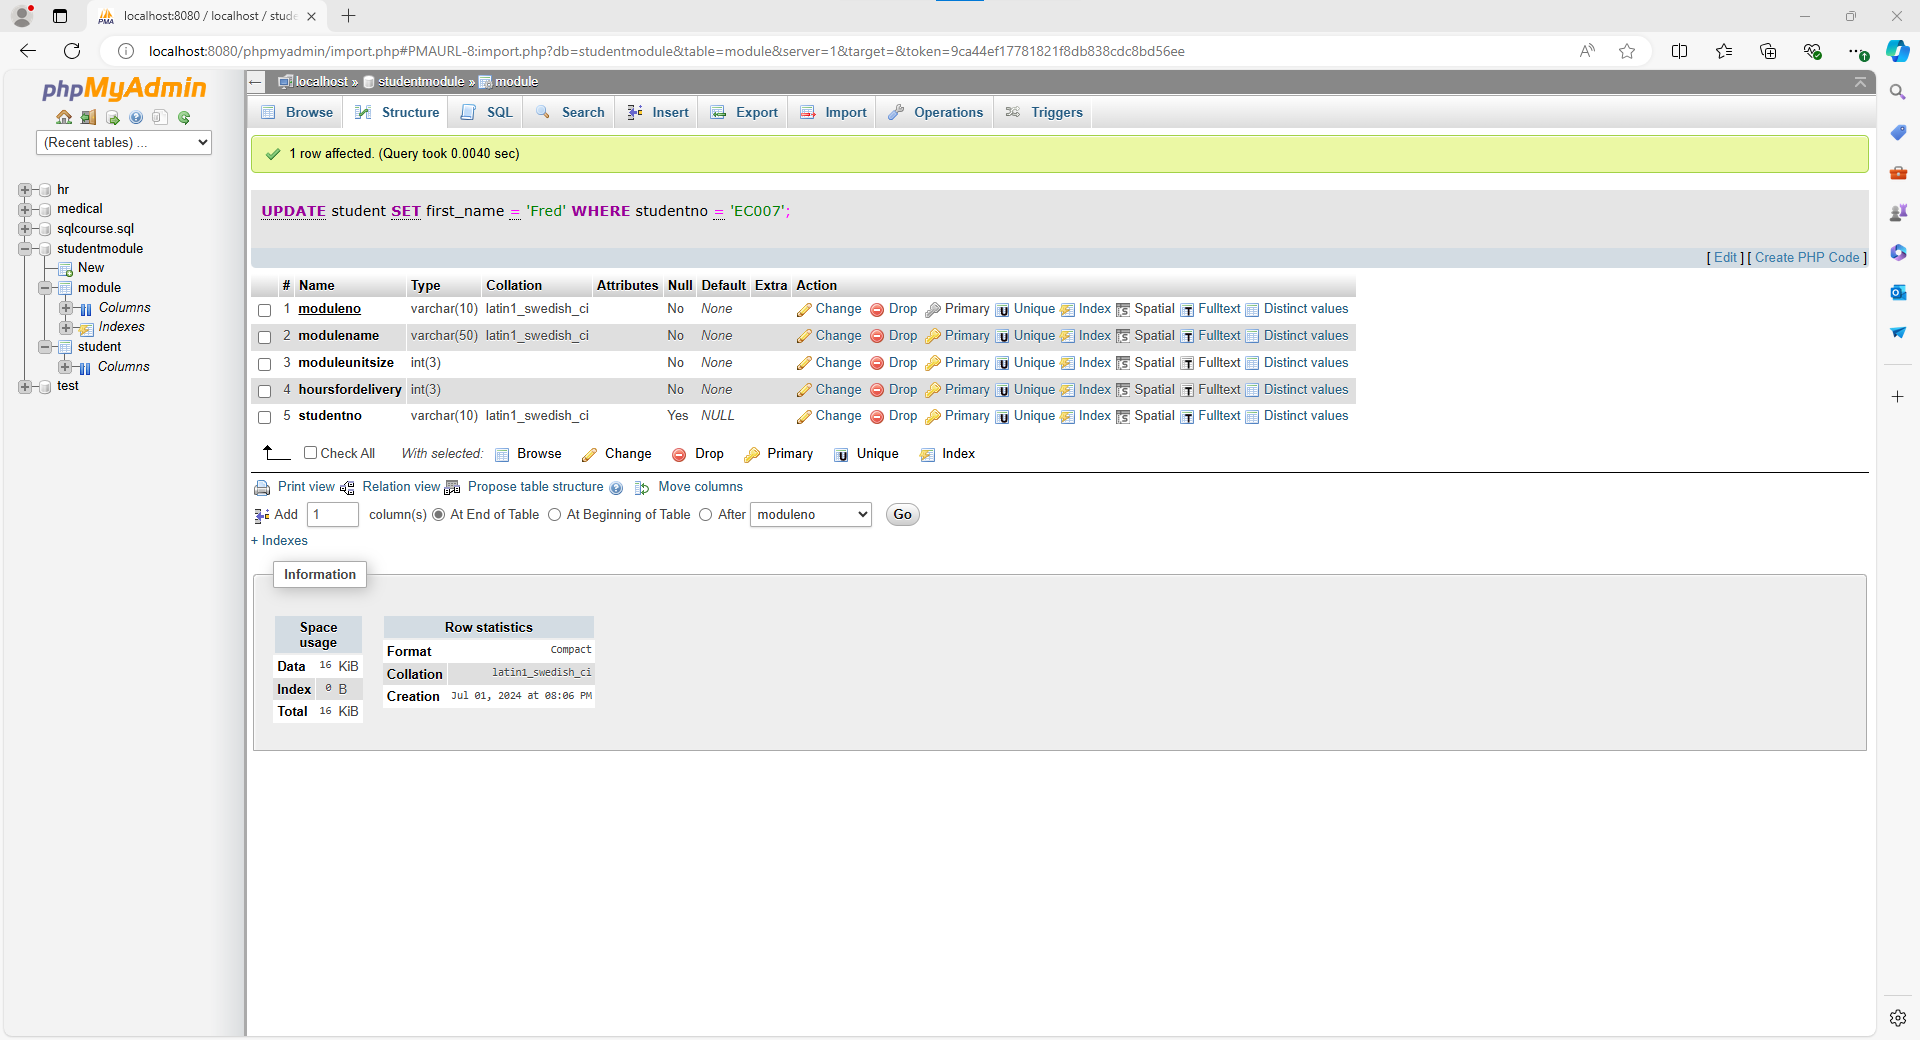 localhost:8080 / localhost / stude
localhost:8080/phpmyadmin/import.php#PMAURL-8:import.php?db=studentmodule&table=module&server=1&target=&token=9ca44ef17781821f8db838cdc8bd56ee
phpMyAdmin
(Recent tables) ...
hr
medical
sqlcourse.sql
studentmodule
New
module
Columns
Indexes
student
Columns
test
localhost » studentmodule » module
Browse Structure SQL Search Insert Export Import Operations Triggers
1 row affected. (Query took 0.0040 sec)
UPDATE student SET first_name = 'Fred' WHERE studentno = 'EC007';
[ Edit ] [ Create PHP Code ]
# Name Type Collation Attributes Null Default Extra Action
1 moduleno varchar(10) latin1_swedish_ci No None Change Drop Primary Unique Index Spatial Fulltext Distinct values
2 modulename varchar(50) latin1_swedish_ci No None Change Drop Primary Unique Index Spatial Fulltext Distinct values
3 moduleunitsize int(3) No None Change Drop Primary Unique Index Spatial Fulltext Distinct values
4 hoursfordelivery int(3) No None Change Drop Primary Unique Index Spatial Fulltext Distinct values
5 studentno varchar(10) latin1_swedish_ci Yes NULL Change Drop Primary Unique Index Spatial Fulltext Distinct values
Check All With selected: Browse Change Drop Primary Unique Index
Print view Relation view Propose table structure Move columns
Add 1 column(s) At End of Table At Beginning of Table After moduleno Go
+ Indexes
Information
Space usage
Data 16 KiB
Index 0 B
Total 16 KiB
Row statistics
Format Compact
Collation latin1_swedish_ci
Creation Jul 01, 2024 at 08:06 PM